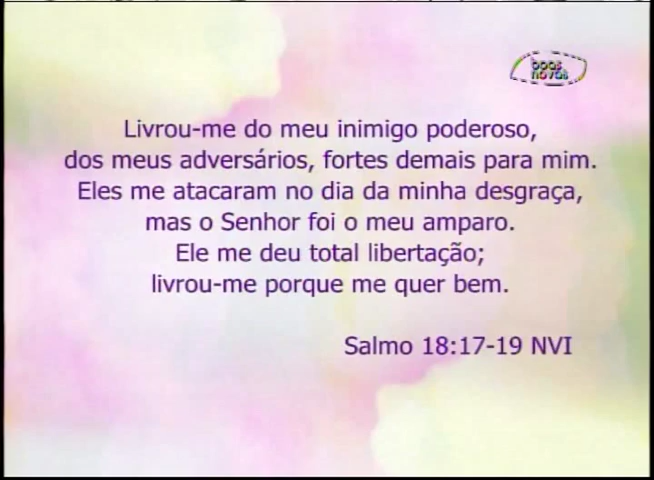 boas
novas
Livrou-me do meu inimigo poderoso,
dos meus adversários, fortes demais para mim.
Eles me atacaram no dia da minha desgraça,
mas o Senhor foi o meu amparo.
Ele me deu total libertação;
livrou-me porque me quer bem.
Salmo 18:17-19 NVI